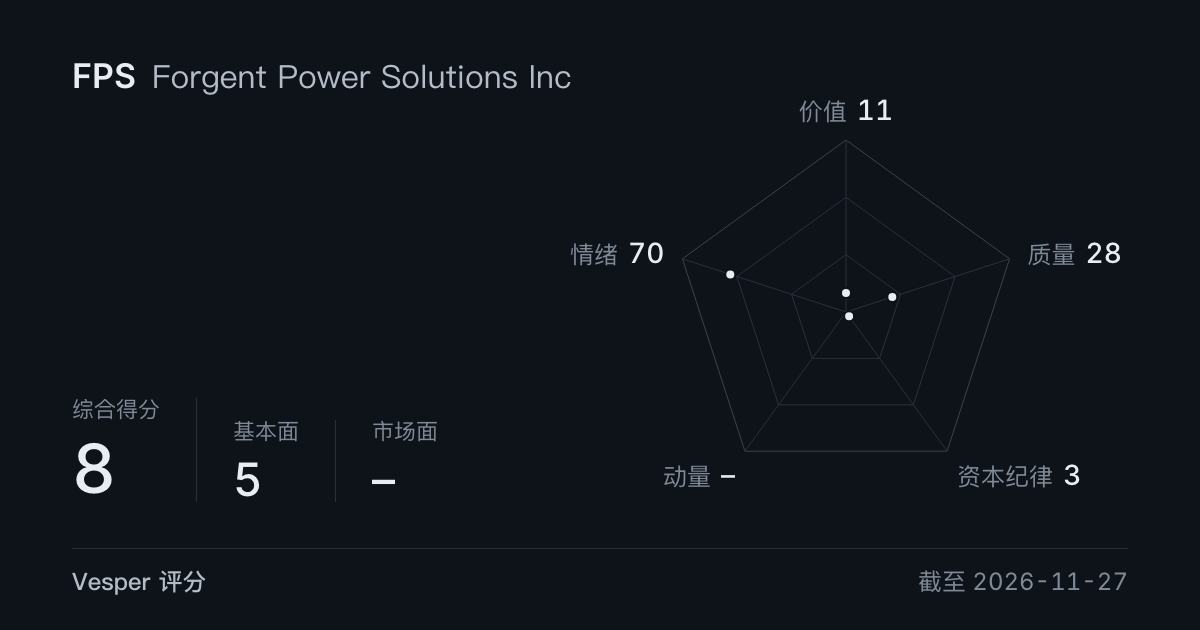 FPS Forgent Power Solutions Inc
价值 11
情绪 70
质量 28
综合得分
8
基本面
5
市场面
–
动量 –
资本纪律 3
Vesper 评分
截至 2026-11-27